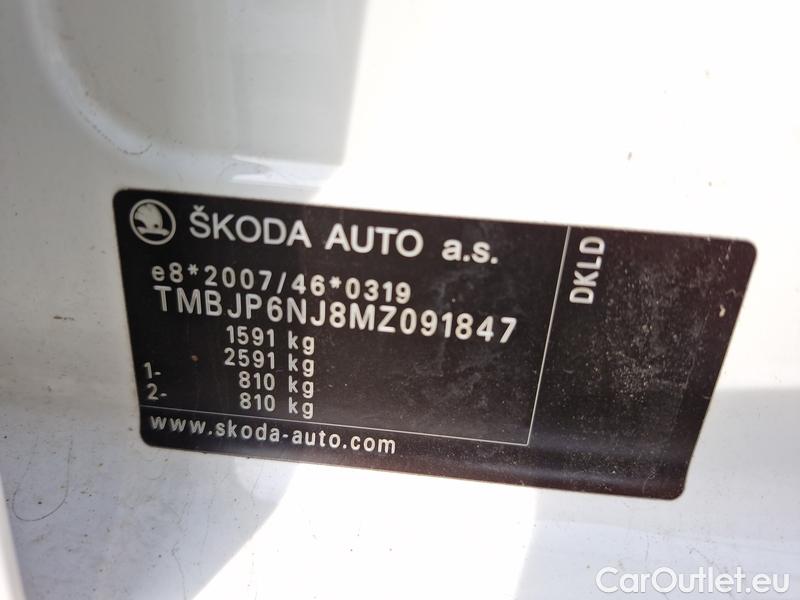 ŠKODA AUTO a.s.
e8*2007/46*0319
TMBJP6NJ8MZ091847
1591 kg
2591 kg
1- 810 kg
2- 810 kg
www.skoda-auto.com
DKLD
CarOutlet.eu